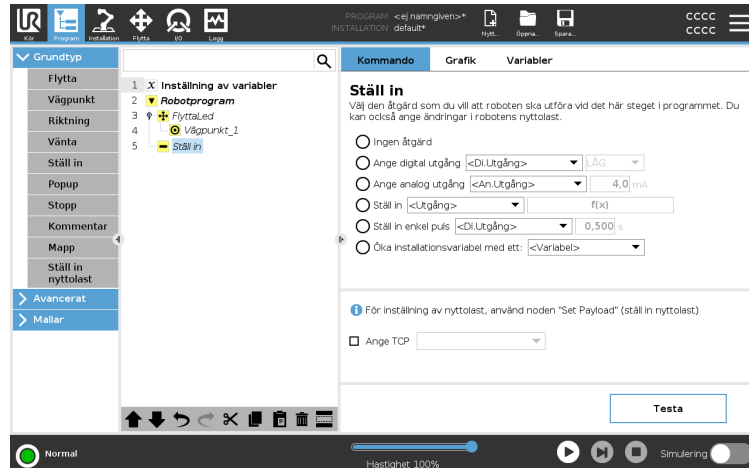 PROGRAM <ej namngiven>*
INSTALLATION default*
UR
Kör
Program
Installation
Flytta
I/O
Logg
Nytt...
Öppna...
Spara...
cccc
cccc
Grundtyp
Flytta
Vägpunkt
Riktning
Vänta
Ställ in
Popup
Stopp
Kommentar
Mapp
Ställ in
nyttolast
Avancerat
Mallar
1 X Inställning av variabler
2 Robotprogram
3 FlyttaLed
4 Vägpunkt_1
5 Ställ in
Kommando Grafik Variabler
Ställ in
Välj den åtgärd som du vill att roboten ska utföra vid det här steget i programmet. Du
kan också ange ändringar i robotens nyttolast.
Ingen åtgärd
Ange digital utgång <Di.Utgång> LÅG
Ange analog utgång <An.Utgång> 4,0 mA
Ställ in <Utgång> f(x)
Ställ in enkel puls <Di.Utgång> 0,500 s
Öka installationsvariabel med ett: <Variabel>
För inställning av nyttolast, använd noden "Set Payload" (ställ in nyttolast)
Ange TCP
Testa
Normal
Hastighet 100%
Simulering